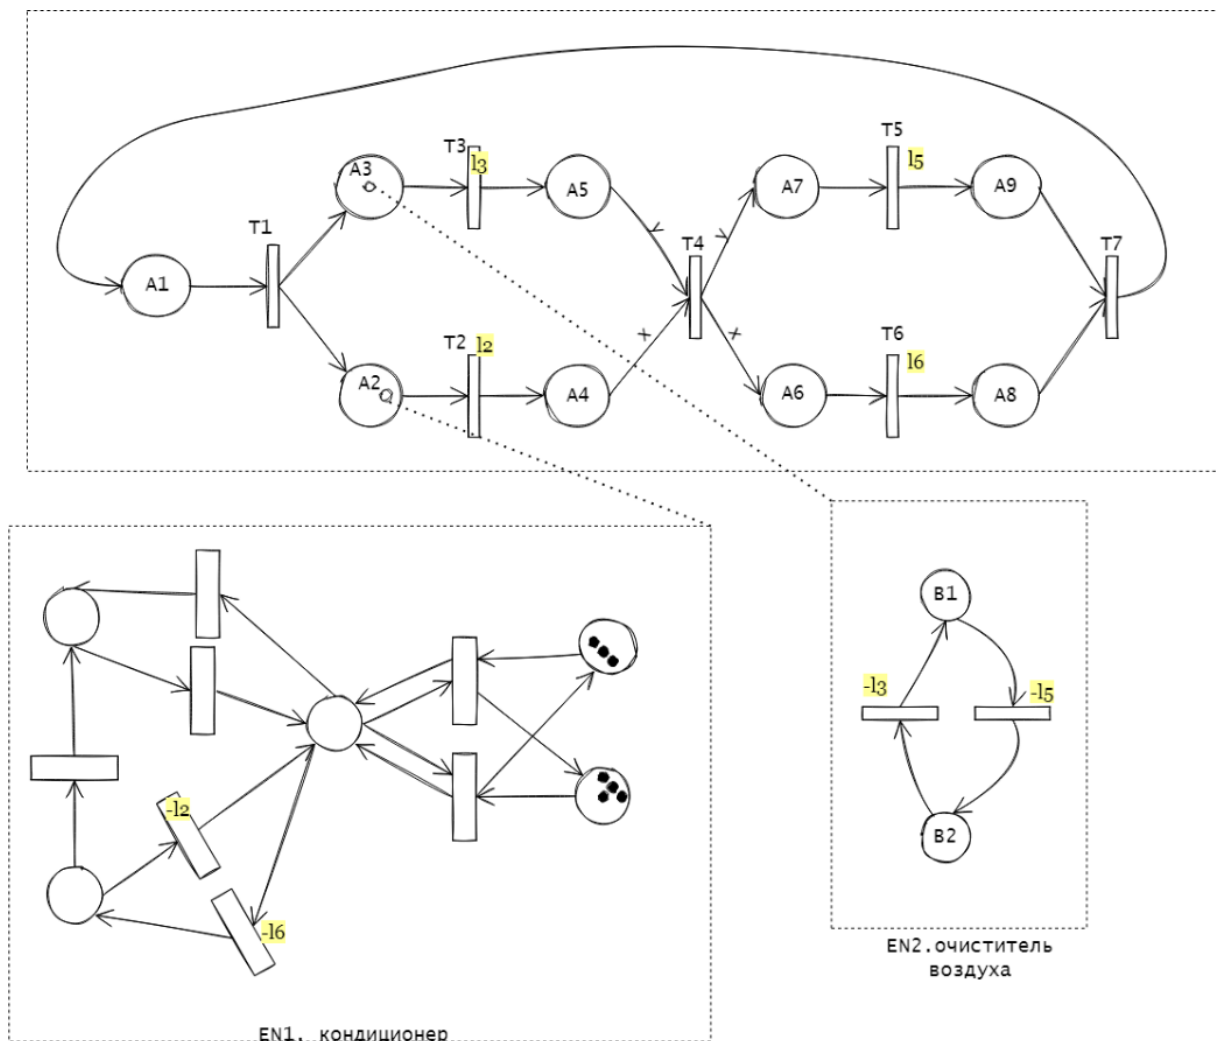 T5
l5
T3
l3
A3
A5
A7
A9
T1
T4
T7
Y
Y
A1
T2
l2
X
X
T6
l6
A2
A4
A6
A8
B1
-l3
-l5
B2
-l2
-l6
EN2.очиститель
воздуха
EN1. кондиционер